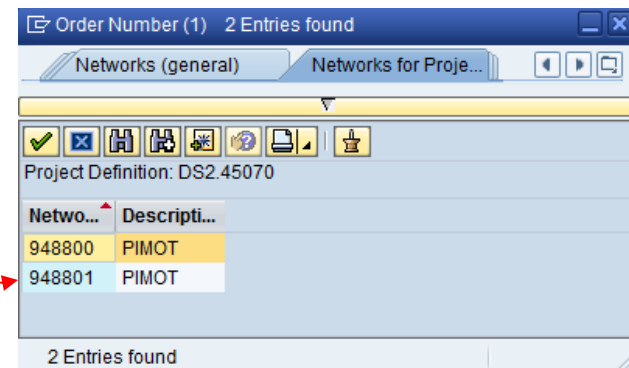 Order Number (1) 2 Entries found
Networks (general) Networks for Proje...
Project Definition: DS2.45070
Netwo... Descripti...
948800 PIMOT
948801 PIMOT
2 Entries found